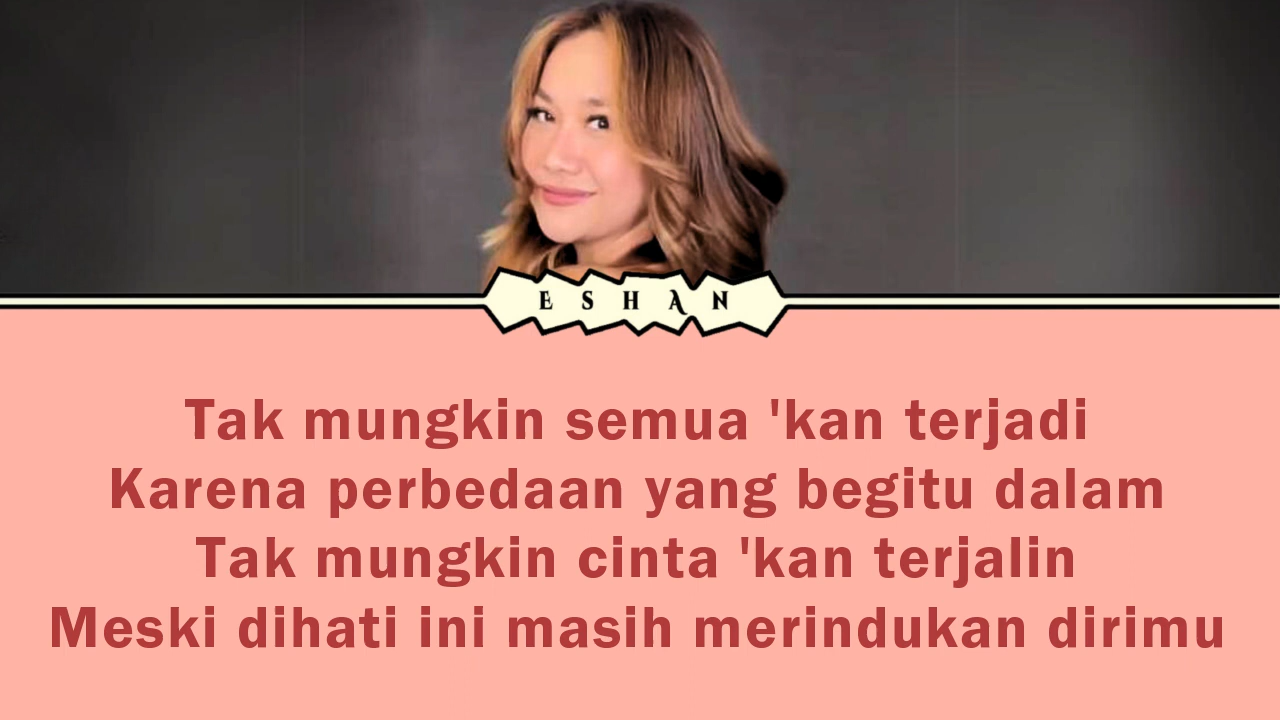 ESHAN
Tak mungkin semua 'kan terjadi
Karena perbedaan yang begitu dalam
Tak mungkin cinta 'kan terjalin
Meski dihati ini masih merindukan dirimu